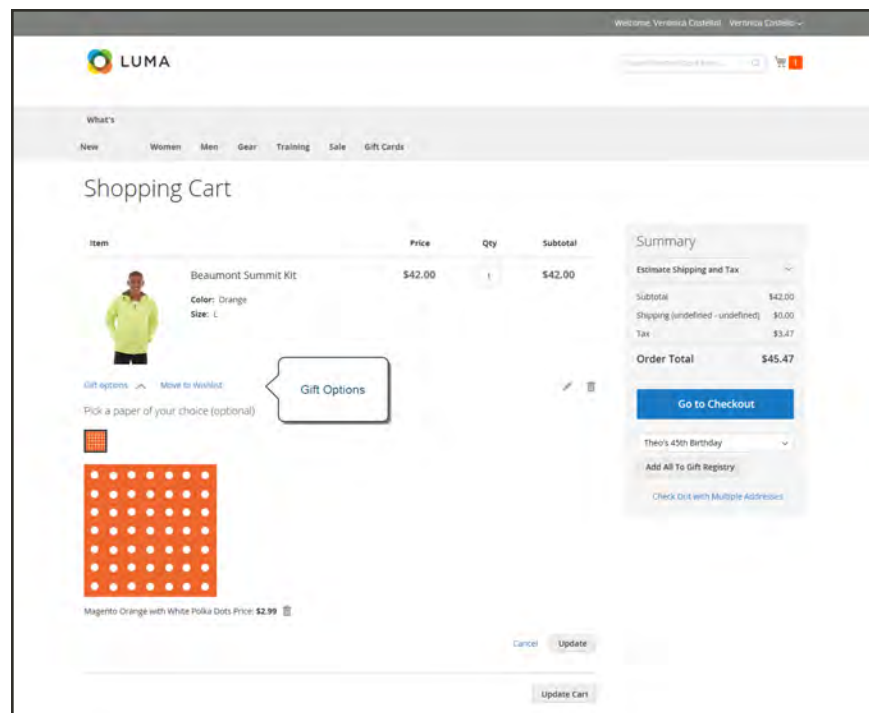 Welcome, Veronica Costello! Veronica Costello
LUMA
1
What's
New Women Men Gear Training Sale Gift Cards
Shopping Cart
Item Price Qty Subtotal
Beaumont Summit Kit $42.00 1 $42.00
Color: Orange
Size: L
Gift options Move to Wishlist
Gift Options
Pick a paper of your choice (optional)
Magento Orange with White Polka Dots Price: $2.99
Cancel Update
Update Cart
Summary
Estimate Shipping and Tax
Subtotal $42.00
Shipping (undefined - undefined) $0.00
Tax $3.47
Order Total $45.47
Go to Checkout
Theo's 45th Birthday
Add All To Gift Registry
Check Out with Multiple Addresses